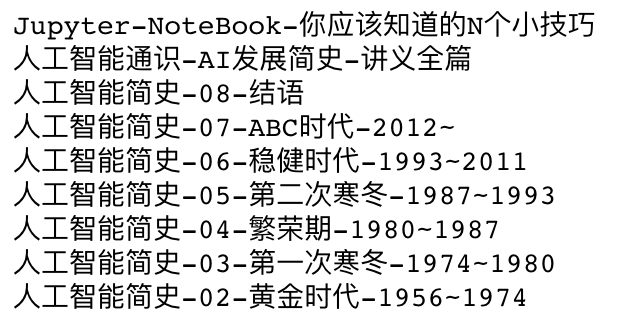 Jupyter-NoteBook-你应该知道的N个小技巧
人工智能通识-AI发展简史-讲义全篇
人工智能简史-08-结语
人工智能简史-07-ABC时代-2012~
人工智能简史-06-稳健时代-1993~2011
人工智能简史-05-第二次寒冬-1987~1993
人工智能简史-04-繁荣期-1980~1987
人工智能简史-03-第一次寒冬-1974~1980
人工智能简史-02-黄金时代-1956~1974